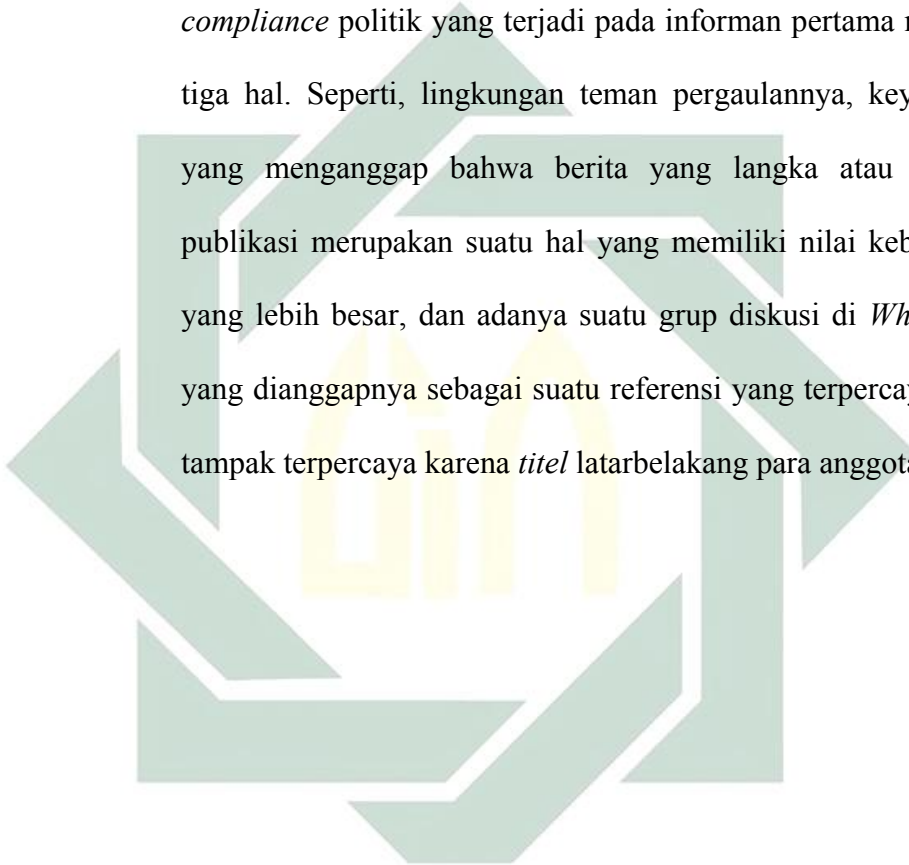 compliance politik yang terjadi pada informan pertama
tiga hal. Seperti, lingkungan teman pergaulannya,
yang menganggap bahwa berita yang langka atau
publikasi merupakan suatu hal yang memiliki nilai
yang lebih besar, dan adanya suatu grup diskusi di
yang dianggapnya sebagai suatu referensi yang
tampak terpercaya karena titel latarbelakang para